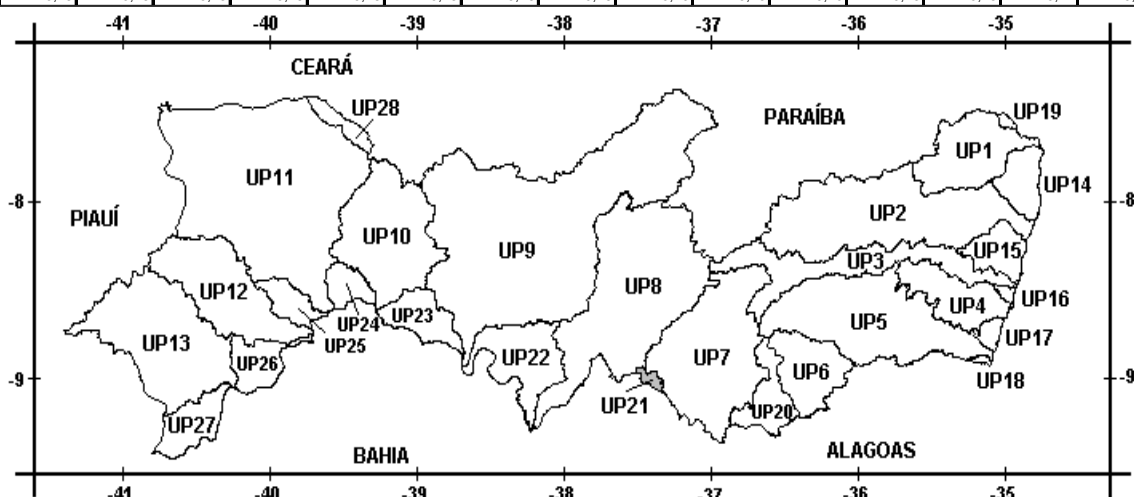 -41 -40 -39 -38 -37 -36 -35
CEARÁ
UP28
PARAÍBA
UP19
UP1
UP11
UP14
-8 -8
PIAUÍ
UP2
UP10
UP9
UP15
UP3
UP12
UP8
UP24
UP23
UP4
UP16
UP5
UP13
UP25
UP17
UP26
UP22
UP7
UP6
UP18
-9 -9
UP21
UP20
UP27
BAHIA
ALAGOAS
-41 -40 -39 -38 -37 -36 -35